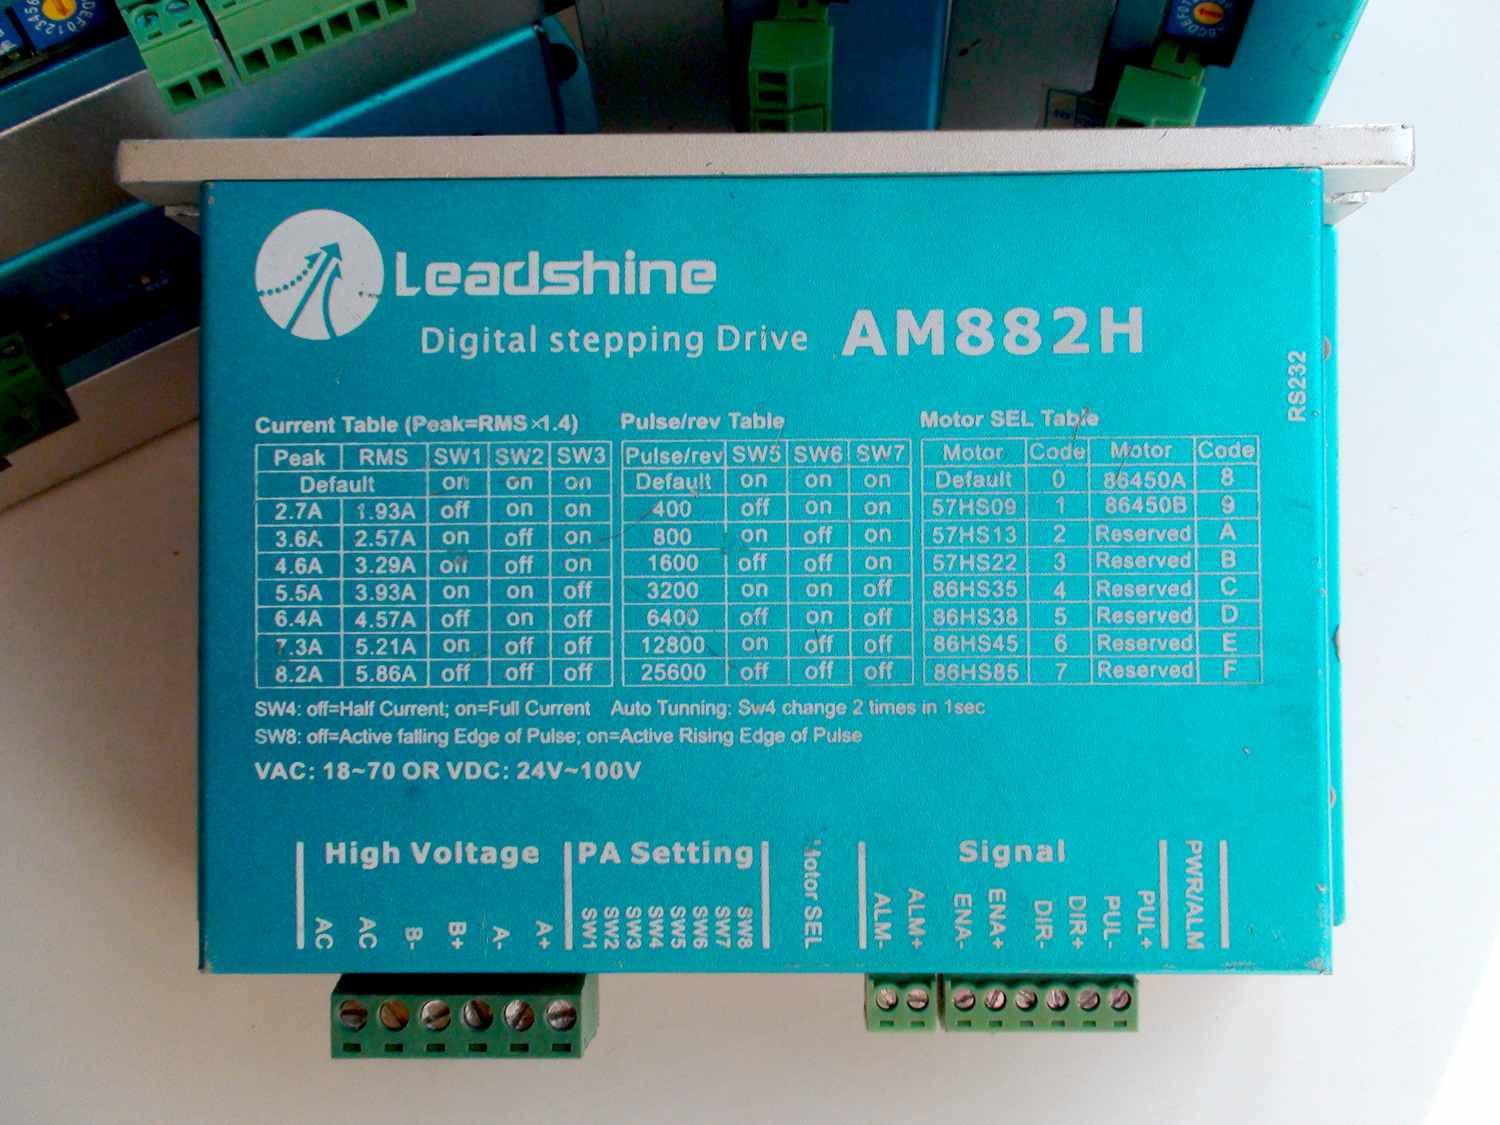 Leadshine
Digital stepping Drive AM882H
RS232
Current Table (Peak=RMS×1.4) Pulse/rev Table Motor SEL Table
Peak RMS SW1 SW2 SW3 Pulse/rev SW5 SW6 SW7 Motor Code Motor Code
Default on on on Default on on on Default 0 86450A 8
2.7A 1.93A off on on 400 off on on 57HS09 1 86450B 9
3.6A 2.57A on off on 800 on off on 57HS13 2 Reserved A
4.6A 3.29A off off on 1600 off off on 57HS22 3 Reserved B
5.5A 3.93A on on off 3200 on on off 86HS35 4 Reserved C
6.4A 4.57A off on off 6400 off on off 86HS38 5 Reserved D
7.3A 5.21A on off off 12800 on off off 86HS45 6 Reserved E
8.2A 5.86A off off off 25600 off off off 86HS85 7 Reserved F
SW4: off=Half Current; on=Full Current Auto Tunning: Sw4 change 2 times in 1sec
SW8: off=Active falling Edge of Pulse; on=Active Rising Edge of Pulse
VAC: 18~70 OR VDC: 24V~100V
High Voltage PA Setting Motor SEL Signal PWR/ALM
AC AC B- B+ A- A+ SW1 SW2 SW3 SW4 SW5 SW6 SW7 SW8 ALM- ALM+ ENA- ENA+ DIR- DIR+ PUL- PUL+